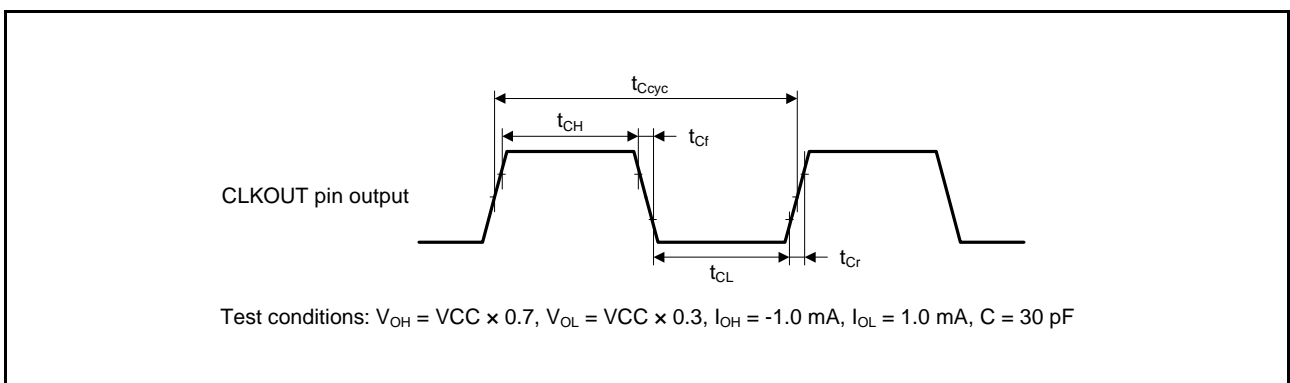 tCcyc
tCH
tCf
CLKOUT pin output
tCL
tCr
Test conditions: VOH = VCC × 0.7, VOL = VCC × 0.3, IOH = -1.0 mA, IOL = 1.0 mA, C = 30 pF